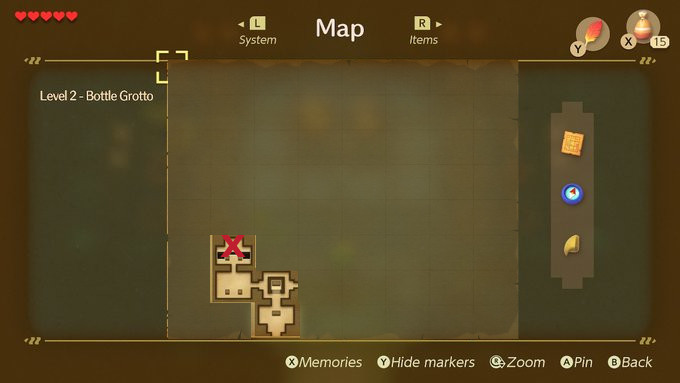 L
Map
R
System
Items
Y
X
15
Level 2 - Bottle Grotto
X Memories
Y Hide markers
R Zoom
A Pin
B Back